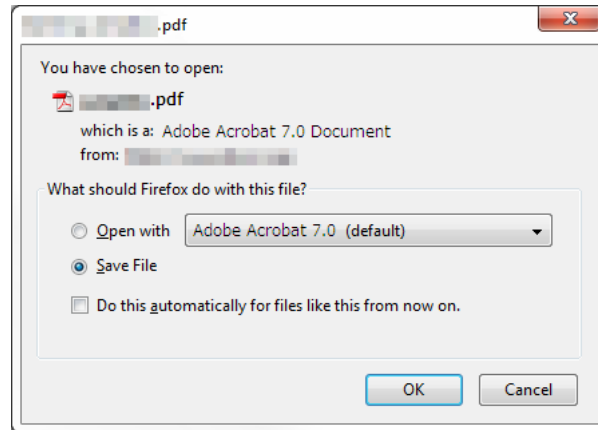 .pdf
You have chosen to open:
.pdf
which is a: Adobe Acrobat 7.0 Document
from:
What should Firefox do with this file?
Open with Adobe Acrobat 7.0 (default)
Save File
Do this automatically for files like this from now on.
OK Cancel